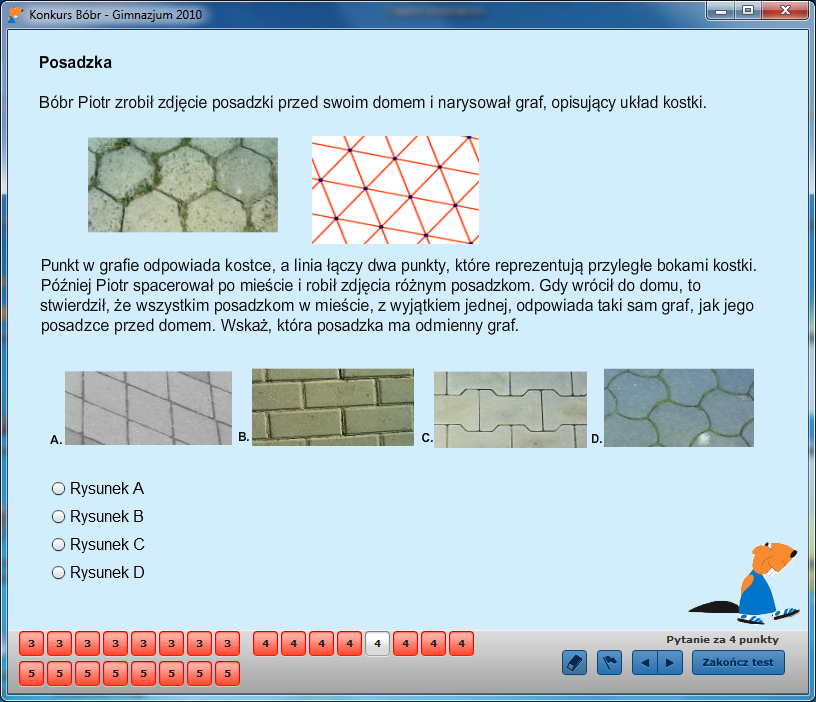 Konkurs Bóbr - Gimnazjum 2010
Posadzka
Bóbr Piotr zrobił zdjęcie posadzki przed swoim domem i narysował graf, opisujący układ kostki.
Punkt w grafie odpowiada kostce, a linia łączy dwa punkty, które reprezentują przyległe bokami kostki.
Później Piotr spacerował po mieście i robił zdjęcia różnym posadzkom. Gdy wrócił do domu, to
stwierdził, że wszystkim posadzkom w mieście, z wyjątkiem jednej, odpowiada taki sam graf, jak jego
posadzce przed domem. Wskaż, która posadzka ma odmienny graf.
A. B. C. D.
Rysunek A
Rysunek B
Rysunek C
Rysunek D
Pytanie za 4 punkty
3 3 3 3 3 3 3 3 4 4 4 4 4 4 4 4
5 5 5 5 5 5 5 5
Zakończ test